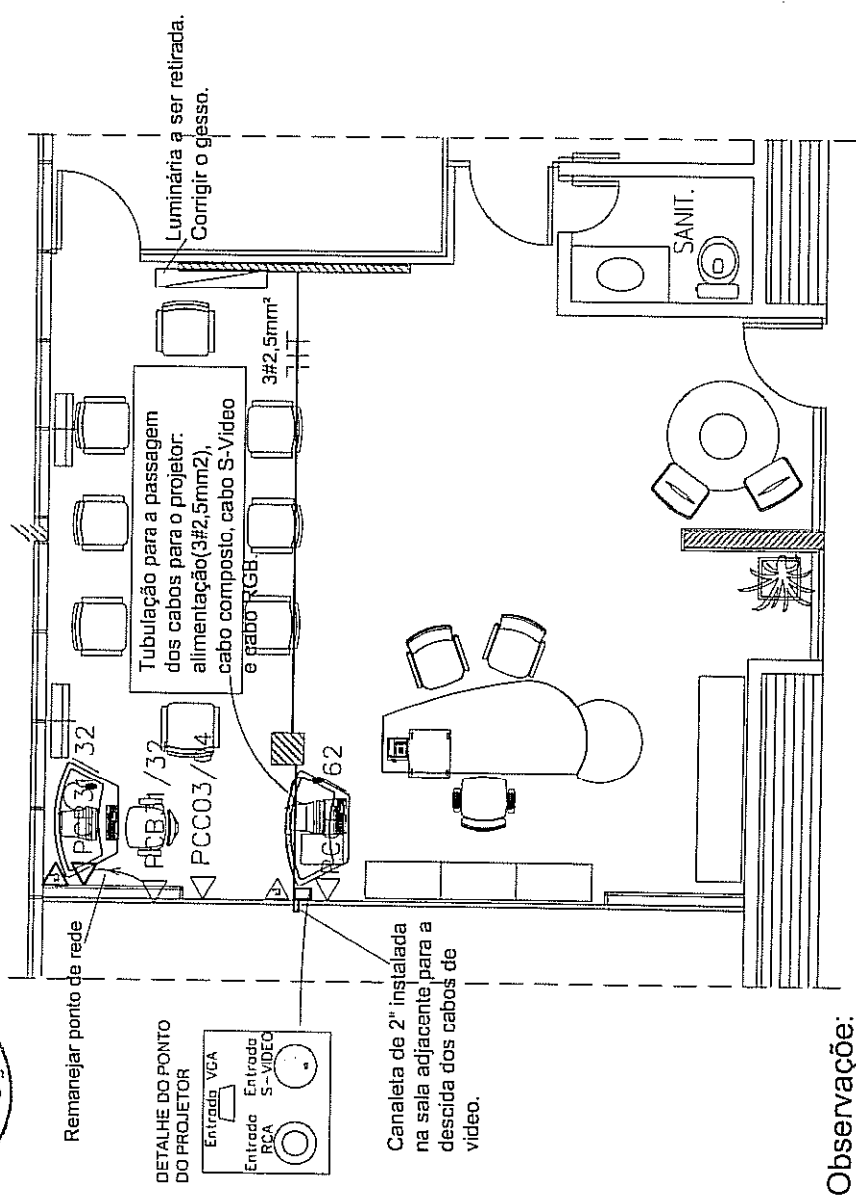 Luminária a ser retirada.
Corrigir o gesso.
3#2,5mm²
SANIT.
Tubulação para a passagem
dos cabos para o projetor:
alimentação(3#2,5mm2),
cabo composto, cabo S-Video
e cabo RGB.
32
/32
PCC03/ 4
62
Remanejar ponto de rede
DETALHE DO PONTO
DO PROJETOR
Entrada VGA
Entrada
RCA
Entrada
S-VIDEO
Canaleta de 2" instalada
na sala adjacente para a
descida dos cabos de
video.
Observaçõe: